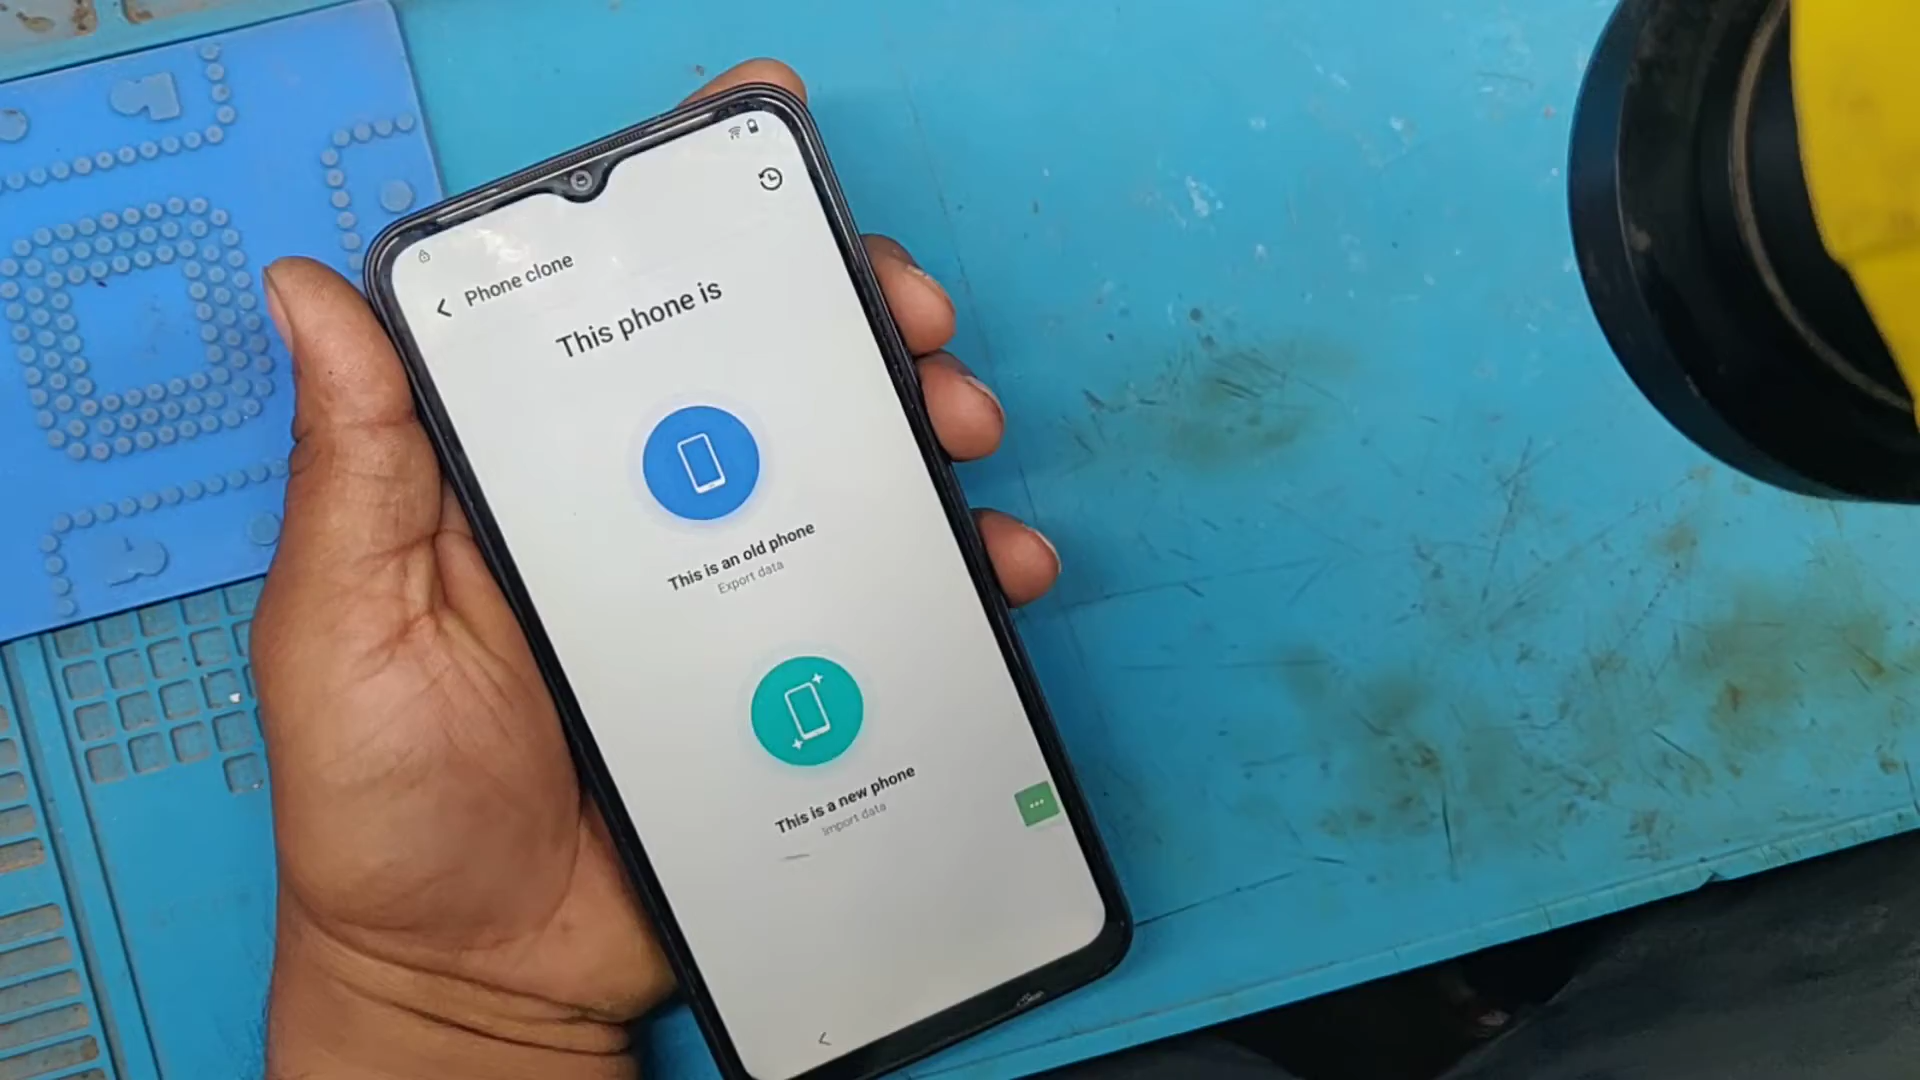 Phone clone
This phone is
This is an old phone
Export data
This is a new phone
Import data